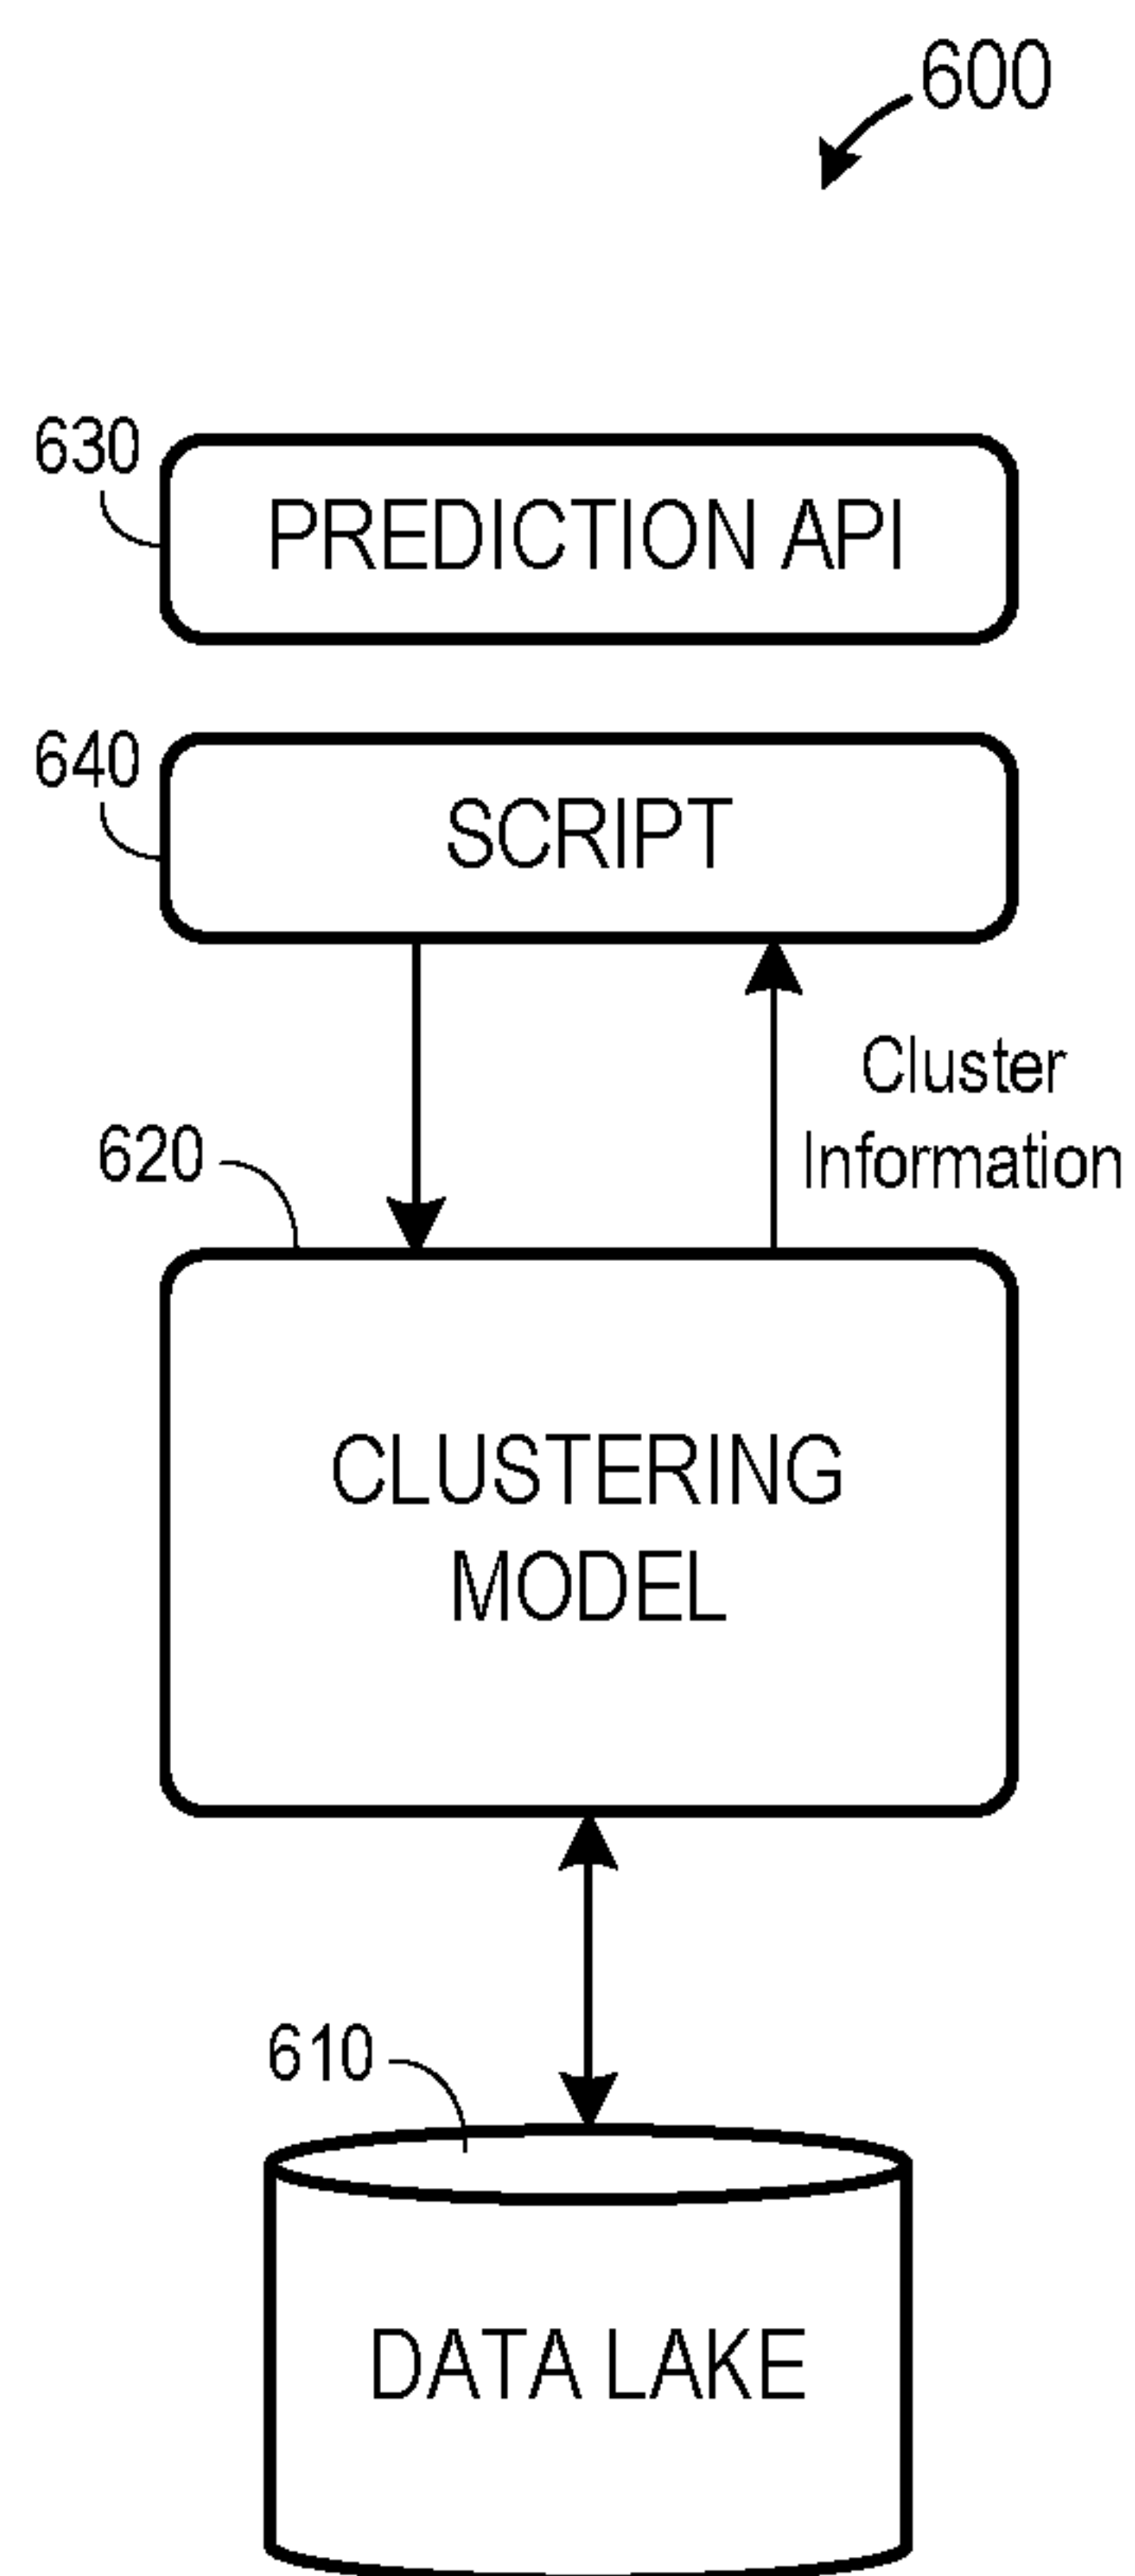 600
630
PREDICTION API
640
SCRIPT
Cluster
Information
620
CLUSTERING
MODEL
610
DATA LAKE